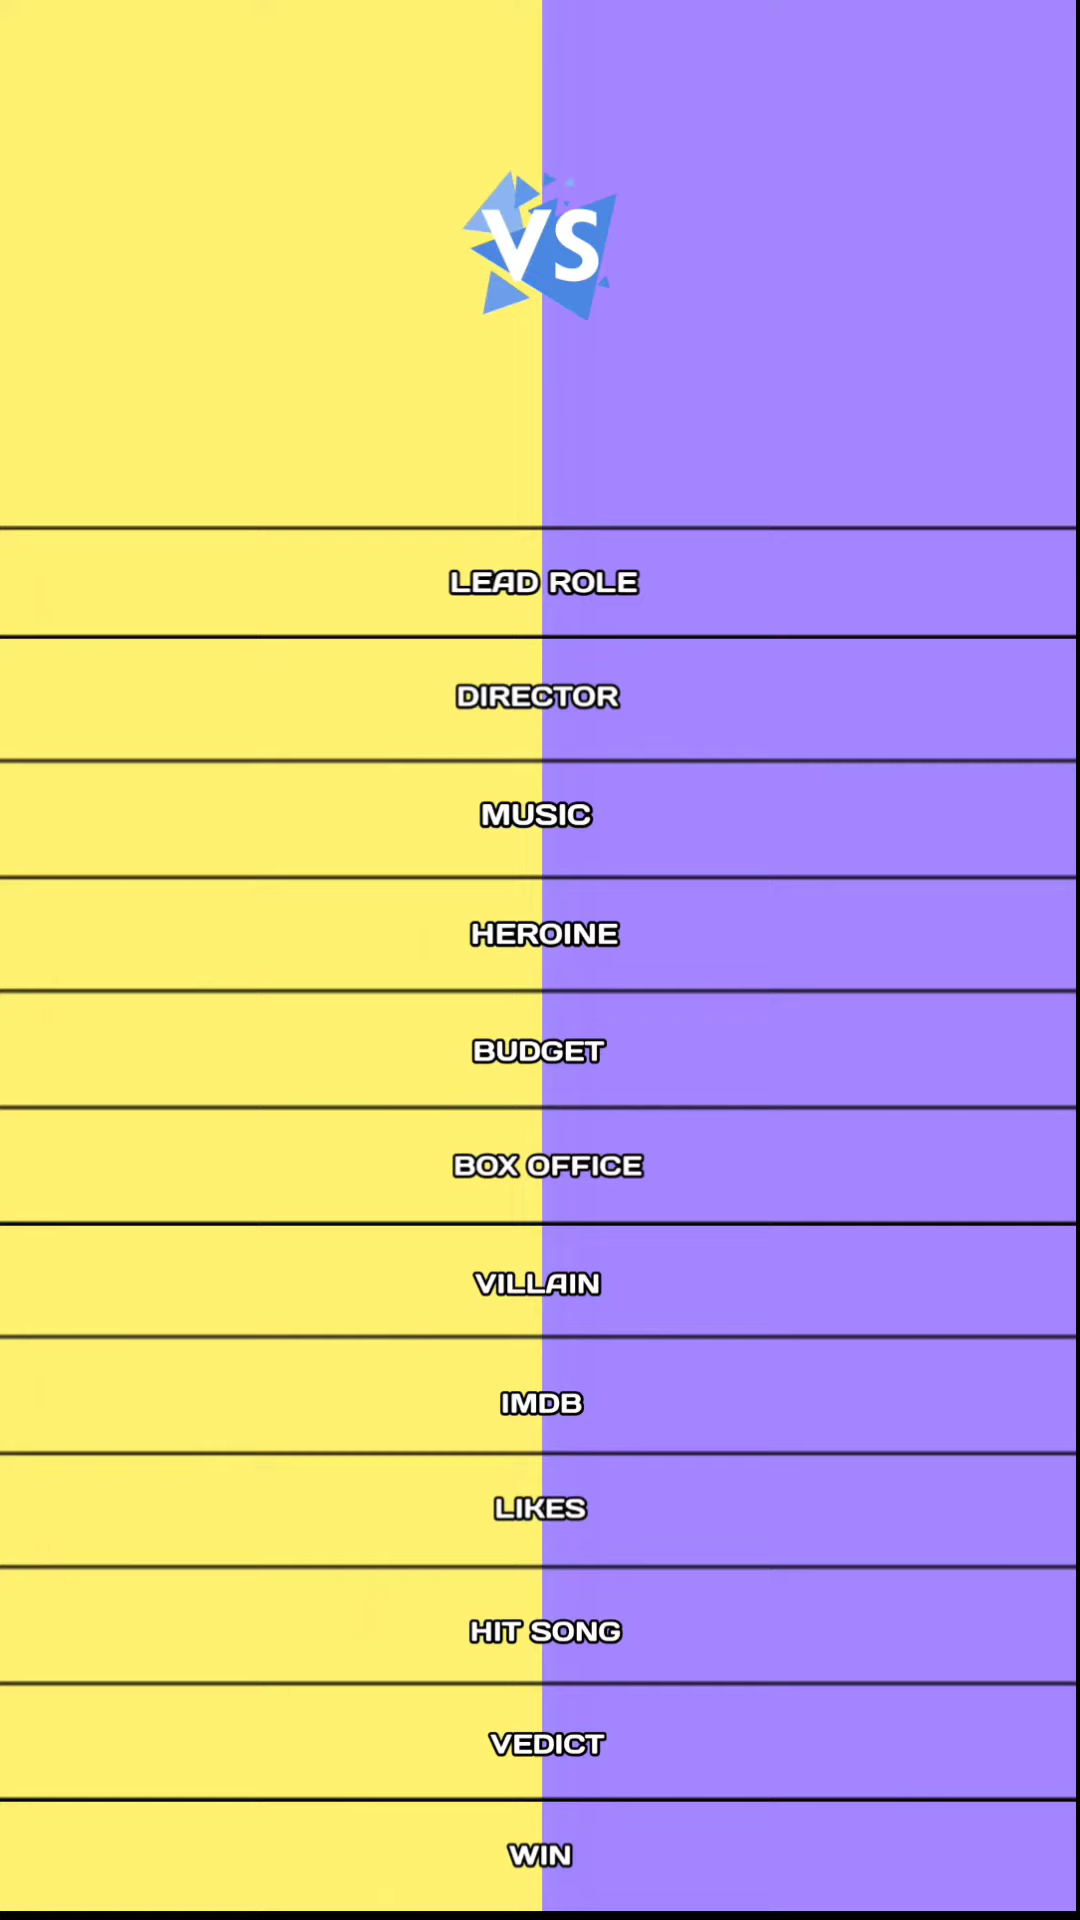 VS
LEAD ROLE
DIRECTOR
MUSIC
HEROINE
BUDGET
BOX OFFICE
VILLAIN
IMDB
LIKES
HIT SONG
VEDICT
WIN